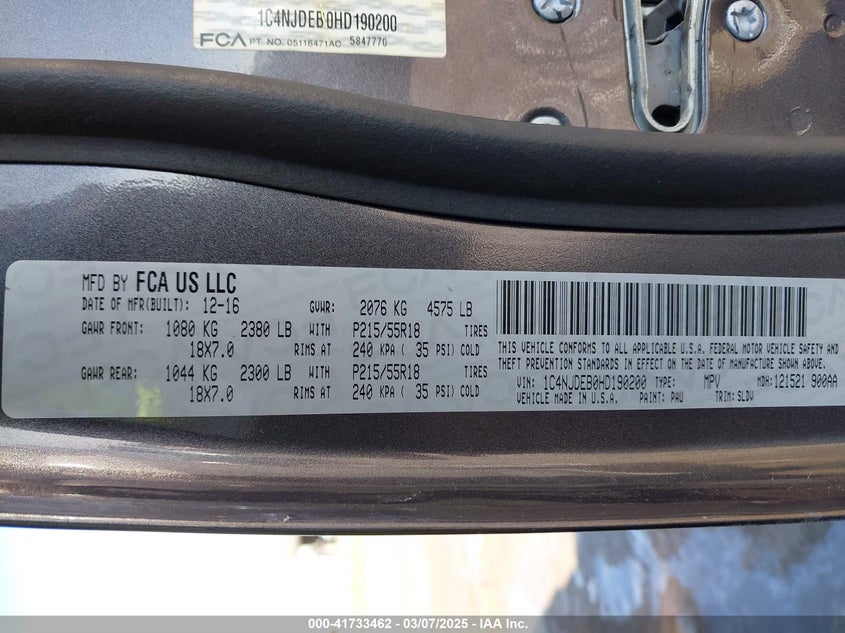 1C4NJDEB0HD190200
FCA PT. NO. 05116471AC 5847770
MFD BY FCA US LLC
DATE OF MFR(BUILT): 12-16 GVWR: 2076 KG 4575 LB
GAWR FRONT: 1080 KG 2380 LB WITH P215/55R18 TIRES
18X7.0 RIMS AT 240 KPA ( 35 PSI) COLD
GAWR REAR: 1044 KG 2300 LB WITH P215/55R18 TIRES
18X7.0 RIMS AT 240 KPA ( 35 PSI) COLD
THIS VEHICLE CONFORMS TO ALL APPLICABLE U.S.A. FEDERAL MOTOR VEHICLE SAFETY AN
THEFT PREVENTION STANDARDS IN EFFECT ON THE DATE OF MANUFACTURE SHOWN ABOVE.
VIN: 1C4NJDEB0HD190200 TYPE: MPV MDH: 121521 900AA
VEHICLE MADE IN U.S.A. PAINT: PAU TRIM: SLDV
000-41733462 - 03/07/2025 - IAA Inc.